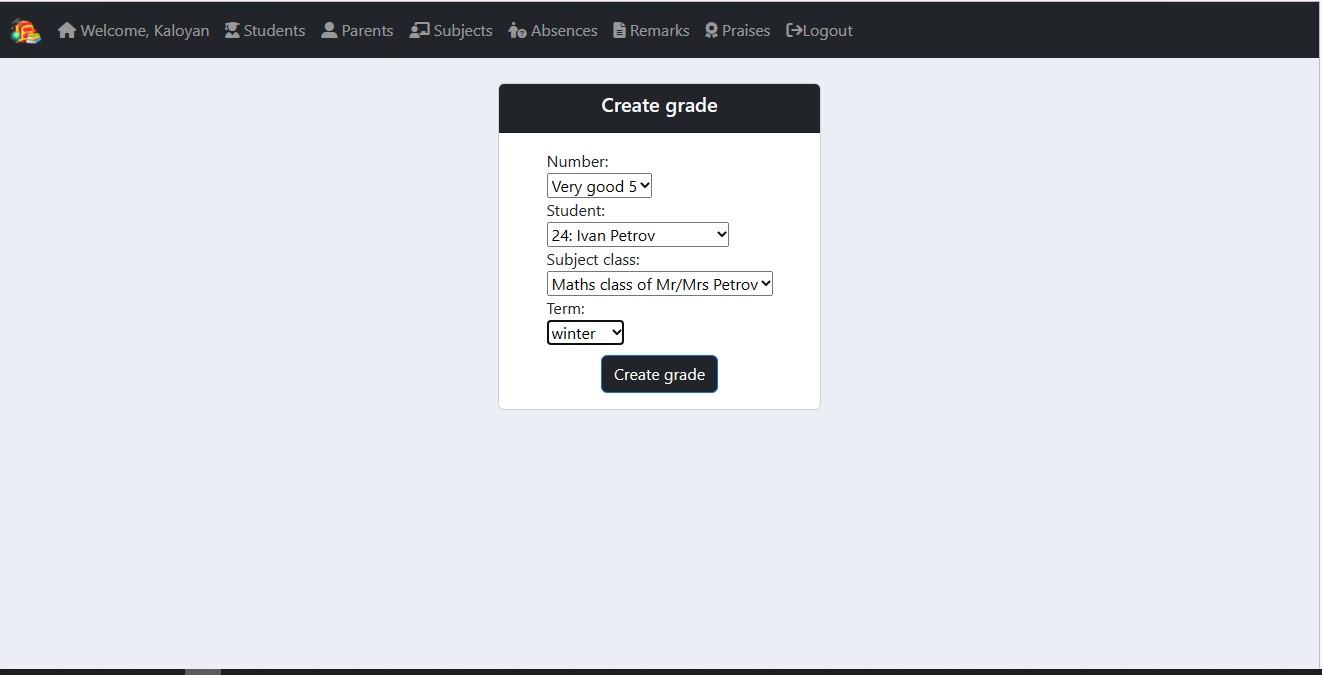 Welcome, Kaloyan Students Parents Subjects Absences Remarks Praises Logout
Create grade
Number:
Very good 5
Student:
24: Ivan Petrov
Subject class:
Maths class of Mr/Mrs Petrov
Term:
winter
Create grade